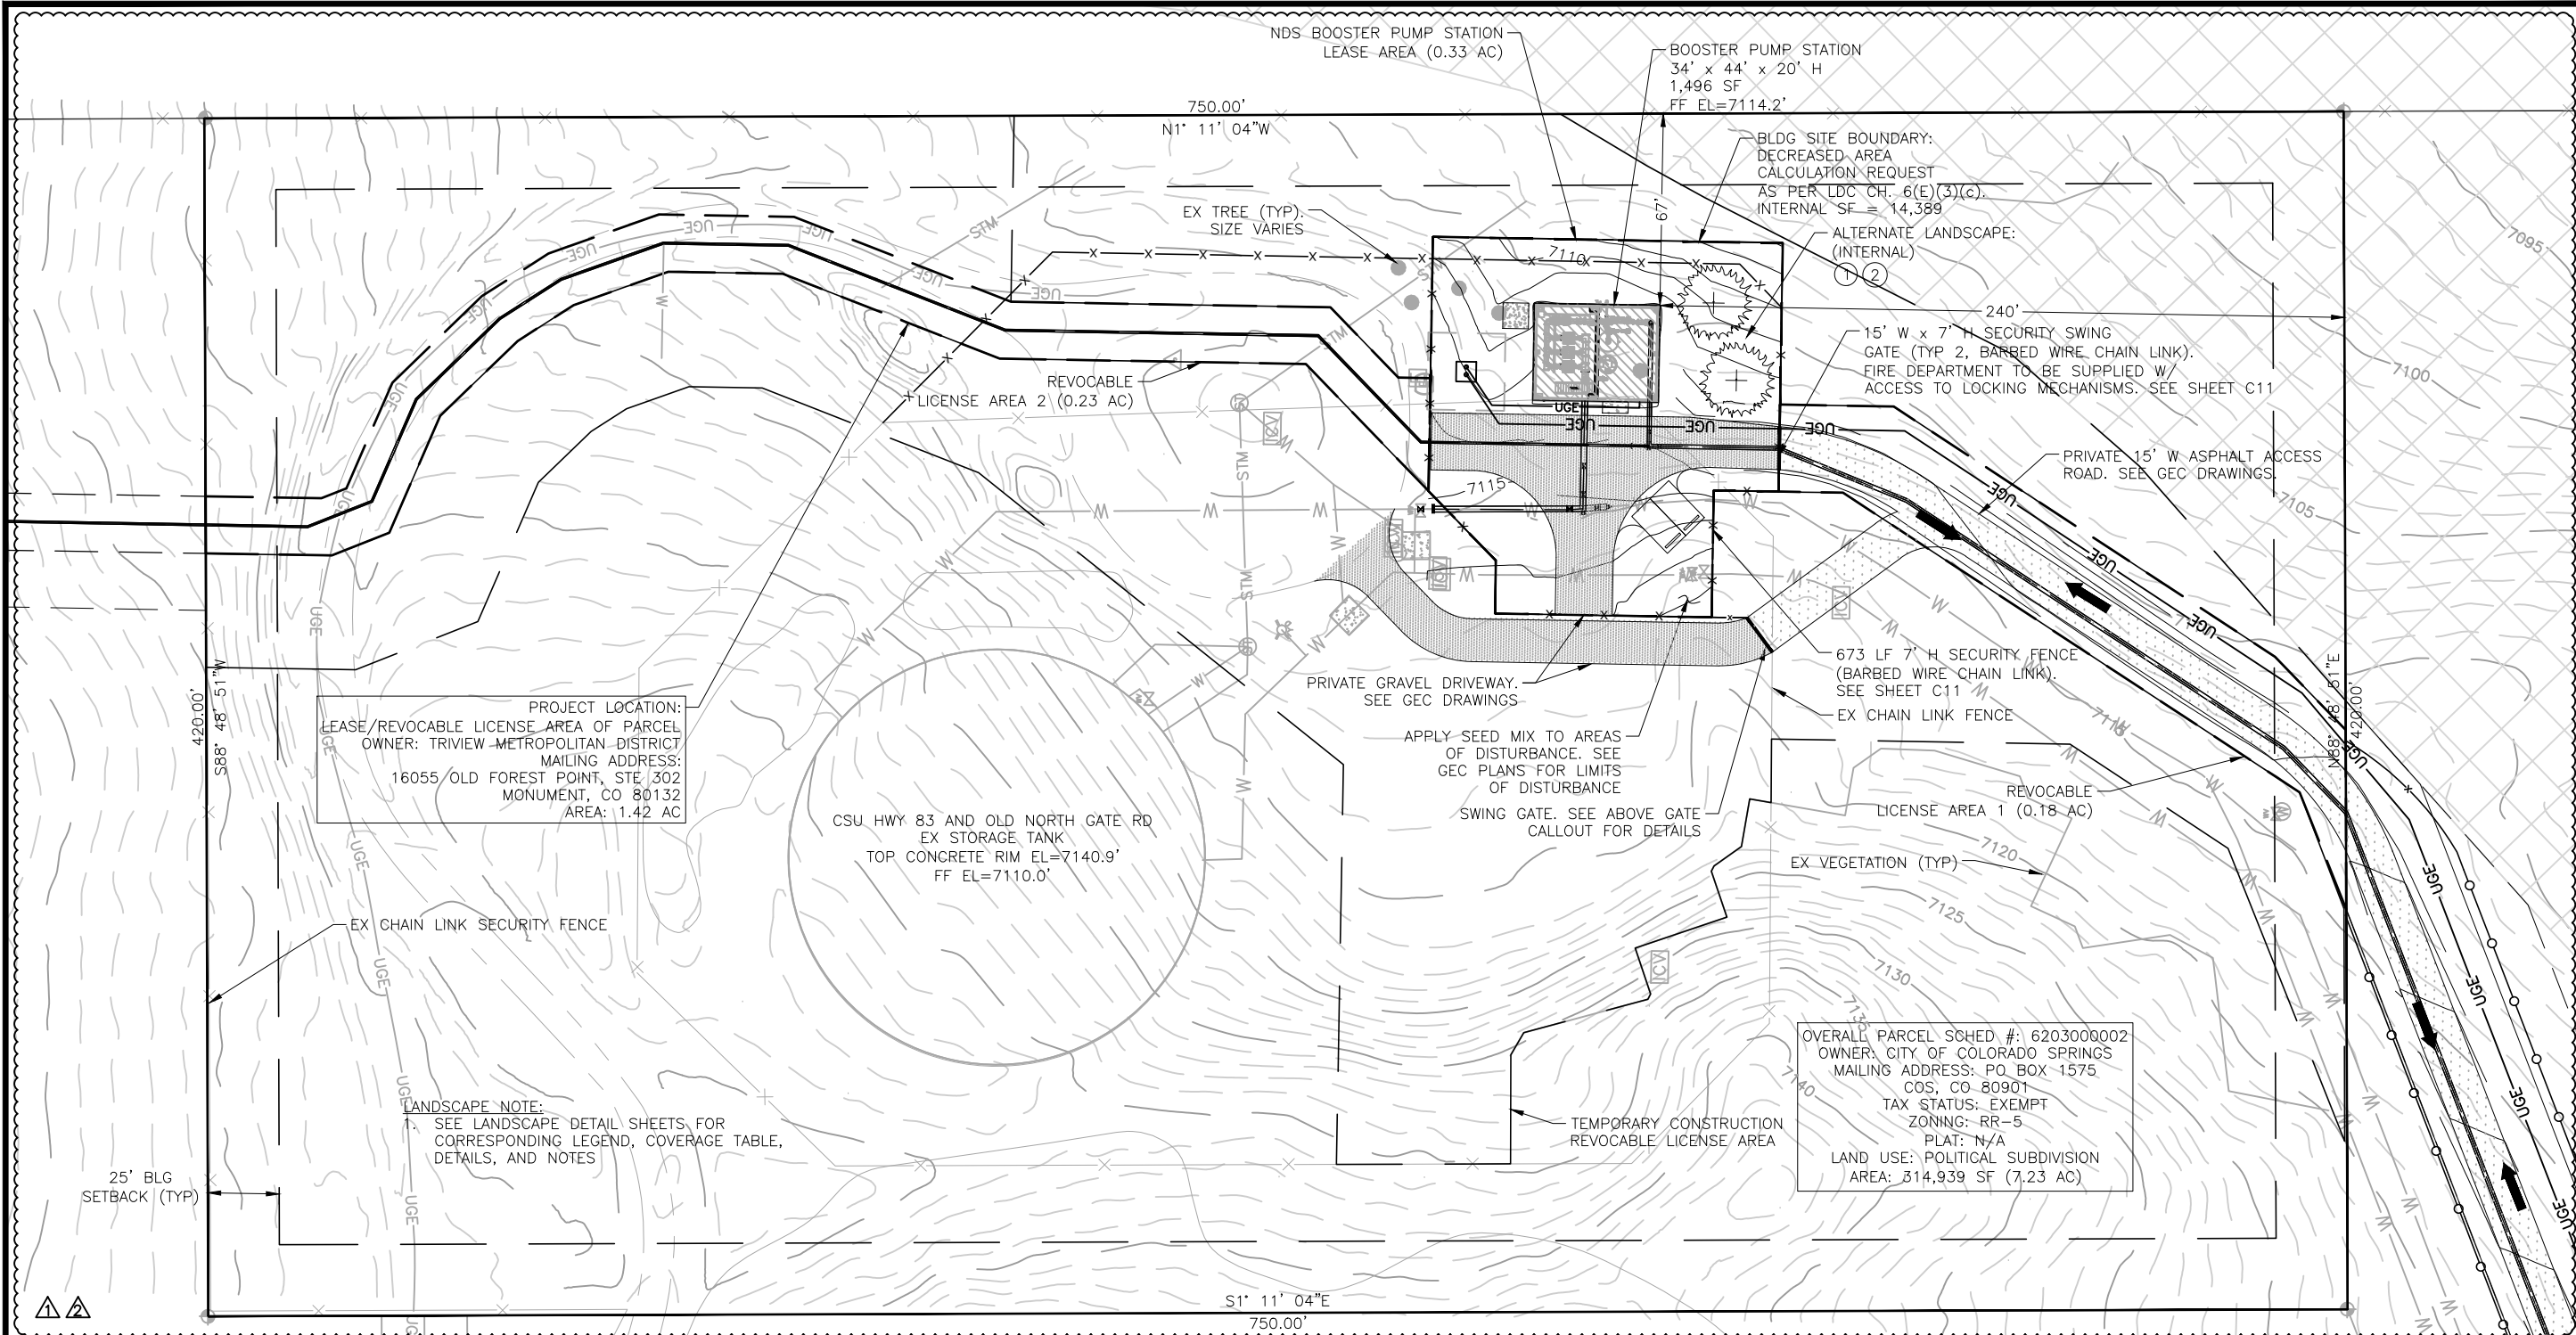 NDS BOOSTER PUMP STATION
LEASE AREA (0.33 AC)
BOOSTER PUMP STATION
34' x 44' x 20' H
1,496 SF
FF EL=7114.2'
750.00'
N1° 11' 04"W
BLDG SITE BOUNDARY:
DECREASED AREA
CALCULATION REQUEST
AS PER LDC CH. 6(E)(3)(c).
INTERNAL SF = 14,389
67'
EX TREE (TYP).
SIZE VARIES
ALTERNATE LANDSCAPE:
(INTERNAL)
1 2
7095
7110
240'
15' W x 7' H SECURITY SWING
GATE (TYP 2, BARBED WIRE CHAIN LINK).
FIRE DEPARTMENT TO BE SUPPLIED W/
ACCESS TO LOCKING MECHANISMS. SEE SHEET C11
7100
REVOCABLE
LICENSE AREA 2 (0.23 AC)
PRIVATE 15' W ASPHALT ACCESS
ROAD. SEE GEC DRAWINGS.
7105
7115
UGE
STM
W
ICV
673 LF 7' H SECURITY FENCE
(BARBED WIRE CHAIN LINK).
SEE SHEET C11
PRIVATE GRAVEL DRIVEWAY.
SEE GEC DRAWINGS
EX CHAIN LINK FENCE
420.00'
S88° 48' 51"W
N88° 48' 51"E
420.00'
PROJECT LOCATION:
LEASE/REVOCABLE LICENSE AREA OF PARCEL
OWNER: TRIVIEW METROPOLITAN DISTRICT
MAILING ADDRESS:
16055 OLD FOREST POINT, STE 302
MONUMENT, CO 80132
AREA: 1.42 AC
APPLY SEED MIX TO AREAS
OF DISTURBANCE. SEE
GEC PLANS FOR LIMITS
OF DISTURBANCE
7115
REVOCABLE
LICENSE AREA 1 (0.18 AC)
SWING GATE. SEE ABOVE GATE
CALLOUT FOR DETAILS
CSU HWY 83 AND OLD NORTH GATE RD
EX STORAGE TANK
TOP CONCRETE RIM EL=7140.9'
FF EL=7110.0'
EX VEGETATION (TYP)
7120
7125
EX CHAIN LINK SECURITY FENCE
7130
7135
7140
OVERALL PARCEL SCHED #: 6203000002
OWNER: CITY OF COLORADO SPRINGS
MAILING ADDRESS: PO BOX 1575
COS, CO 80901
TAX STATUS: EXEMPT
ZONING: RR-5
PLAT: N/A
LAND USE: POLITICAL SUBDIVISION
AREA: 314,939 SF (7.23 AC)
LANDSCAPE NOTE:
1. SEE LANDSCAPE DETAIL SHEETS FOR
CORRESPONDING LEGEND, COVERAGE TABLE,
DETAILS, AND NOTES
TEMPORARY CONSTRUCTION
REVOCABLE LICENSE AREA
25' BLG
SETBACK (TYP)
1 2
S1° 11' 04"E
750.00'